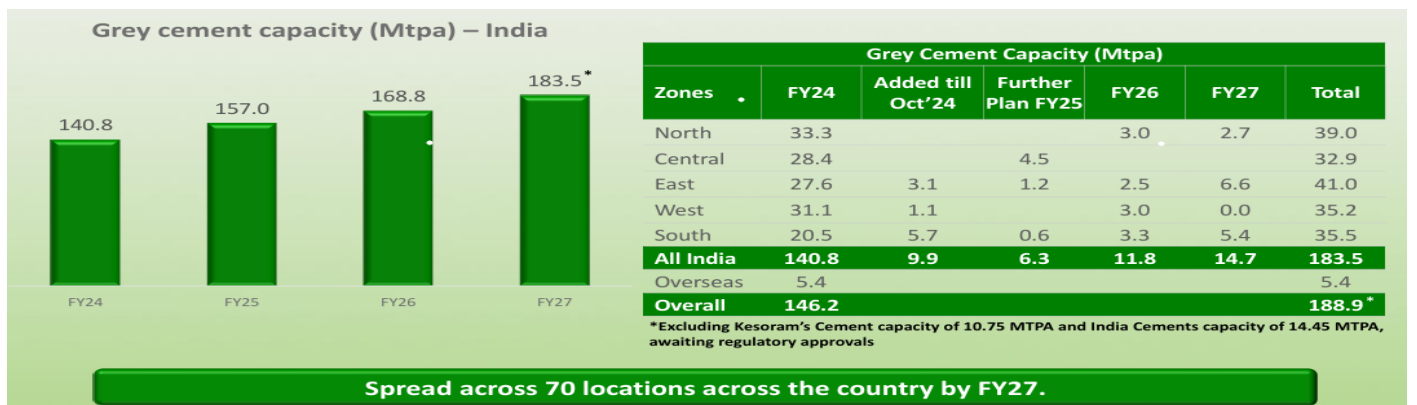 Grey cement capacity (Mtpa) – India
140.8
157.0
168.8
183.5*
FY24
FY25
FY26
FY27
Grey Cement Capacity (Mtpa)
Zones FY24 Added till Oct'24 Further Plan FY25 FY26 FY27 Total
North 33.3 3.0 2.7 39.0
Central 28.4 4.5 32.9
East 27.6 3.1 1.2 2.5 6.6 41.0
West 31.1 1.1 3.0 0.0 35.2
South 20.5 5.7 0.6 3.3 5.4 35.5
All India 140.8 9.9 6.3 11.8 14.7 183.5
Overseas 5.4 5.4
Overall 146.2 188.9*
*Excluding Kesoram's Cement capacity of 10.75 MTPA and India Cements capacity of 14.45 MTPA,
awaiting regulatory approvals
Spread across 70 locations across the country by FY27.